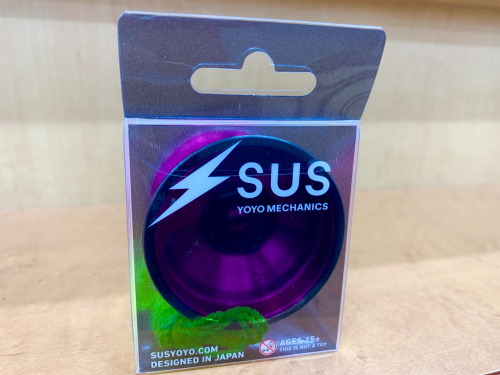 SUS
YOYO MECHANICS
SUSYOYO.COM
DESIGNED IN JAPAN
AGES 15+
THIS IS NOT A TOY